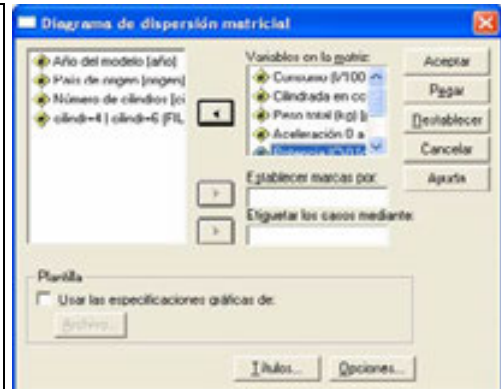 Diagrama de dispersión matricial
Año del modelo [año]
País de origen [origen]
Número de cilindros [ci
cilindr=4 | cilindr=6 (FIL
Variables en la matriz:
Consumo (l/100
Cilindrada en cc
Peso total (kg) [p
Aceleración 0 a
Potencia (CV)
Establecer marcas por:
Etiquetar los casos mediante:
Aceptar
Pegar
Restablecer
Cancelar
Ayuda
Plantilla
Usar las especificaciones gráficas de:
Archivo...
Títulos...
Opciones...